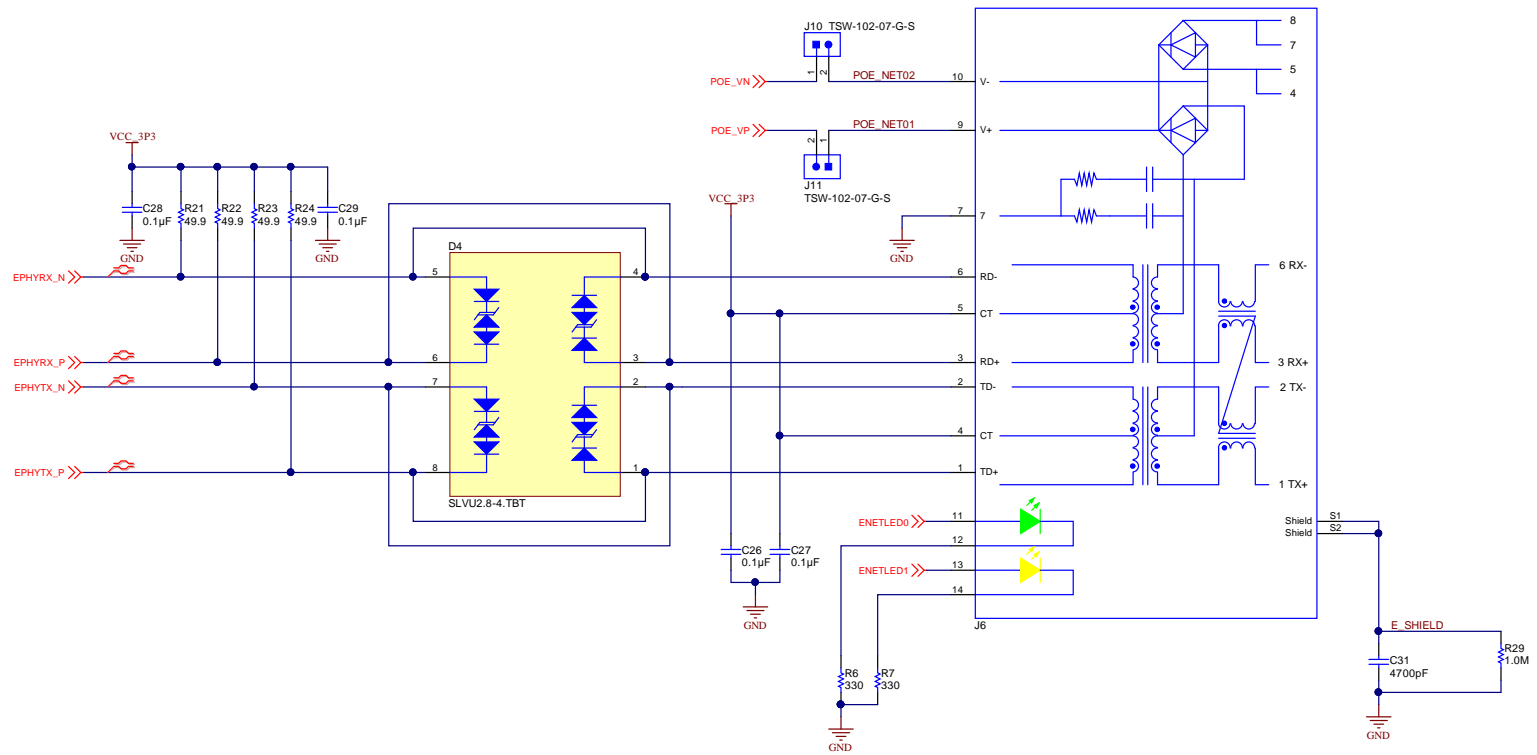 J10 TSW-102-07-G-S
1
2
POE_VN
POE_NET02
10
V-
POE_VP
POE_NET01
9
V+
2
1
J11
TSW-102-07-G-S
8
7
5
4
VCC_3P3
C28
0.1µF
R21
49.9
R22
49.9
R23
49.9
R24
49.9
C29
0.1µF
GND
GND
VCC_3P3
GND
7
7
D4
EPHYRX_N
5
4
6
RD-
6 RX-
5
CT
EPHYRX_P
6
3
3
RD+
3 RX+
EPHYTX_N
7
2
2
TD-
2 TX-
4
CT
EPHYTX_P
8
1
1
TD+
1 TX+
SLVU2.8-4.TBT
ENETLED0
11
12
ENETLED1
13
14
Shield
S1
Shield
S2
C26
0.1µF
C27
0.1µF
GND
J6
E_SHIELD
R6
330
R7
330
GND
C31
4700pF
R29
1.0M
GND